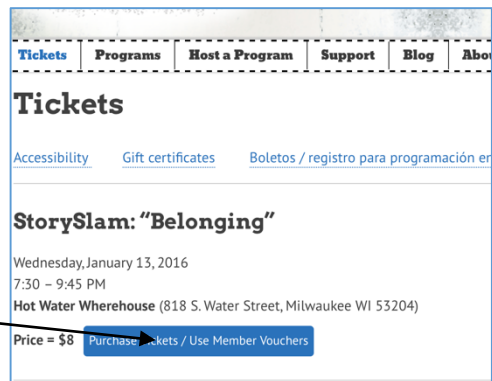 Tickets Programs Host a Program Support Blog
Tickets
Accessibility Gift certificates Boletos / registro para programación
StorySlam: “Belonging”
Wednesday, January 13, 2016
7:30 – 9:45 PM
Hot Water Wherehouse (818 S. Water Street, Milwaukee WI 53204)
Price = $8 Purchase Tickets / Use Member Vouchers